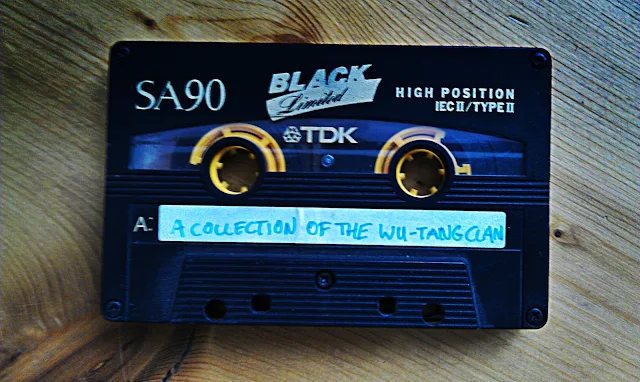 SA90
BLACK
Limited
HIGH POSITION
IEC II/TYPE II
TDK
A:
A COLLECTION OF THE WU-TANG CLAN